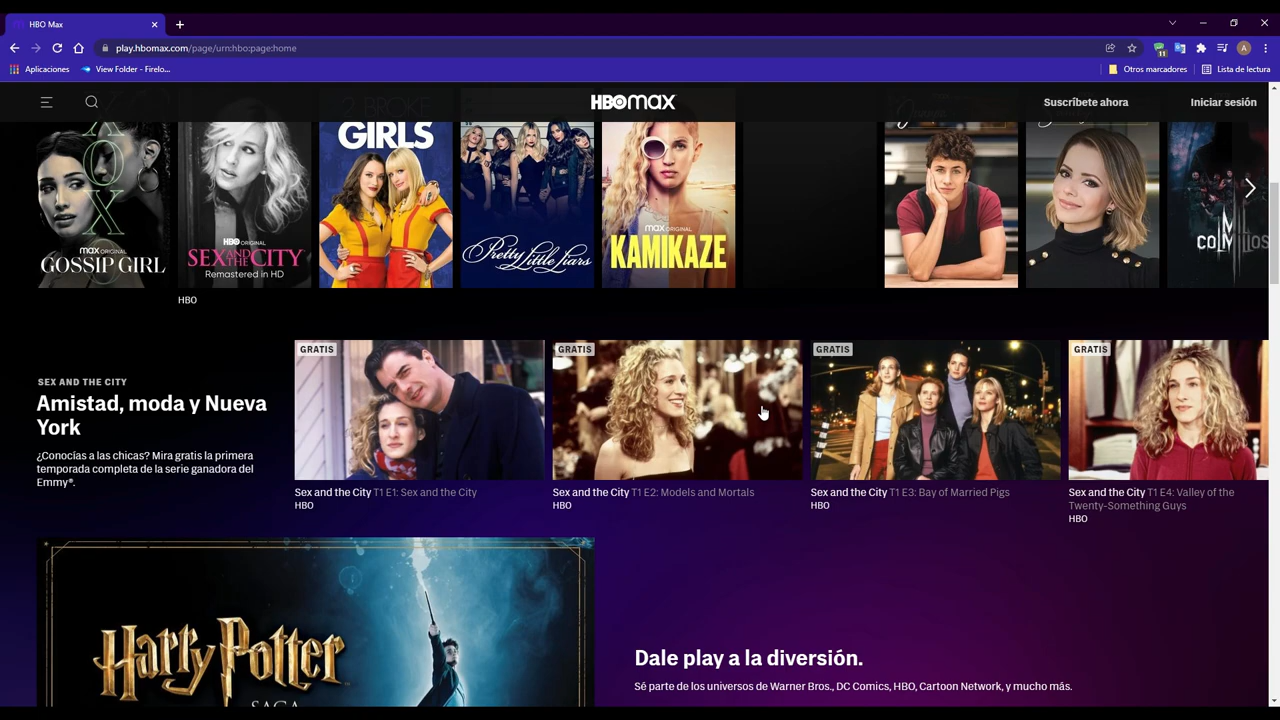 HBO Max
play.hbomax.com/page/urn:hbo:page:home
11
A
Aplicaciones
View Folder - Firelo...
Otros marcadores
Lista de lectura
HBOmax
Suscríbete ahora
Iniciar sesión
XOX
max ORIGINAL
GOSSIP GIRL
HBO ORIGINAL
SEX AND THE CITY
Remastered in HD
2 BROKE
GIRLS
Pretty Little Liars
max ORIGINAL
KAMIKAZE
HBO
SEX AND THE CITY
Amistad, moda y Nueva
York
¿Conocías a las chicas? Mira gratis la primera
temporada completa de la serie ganadora del
Emmy®.
GRATIS
Sex and the City T1 E1: Sex and the City
HBO
GRATIS
Sex and the City T1 E2: Models and Mortals
HBO
GRATIS
Sex and the City T1 E3: Bay of Married Pigs
HBO
GRATIS
Sex and the City T1 E4: Valley of the
Twenty-Something Guys
HBO
Harry Potter
SAGA
Dale play a la diversión.
Sé parte de los universos de Warner Bros., DC Comics, HBO, Cartoon Network, y mucho más.